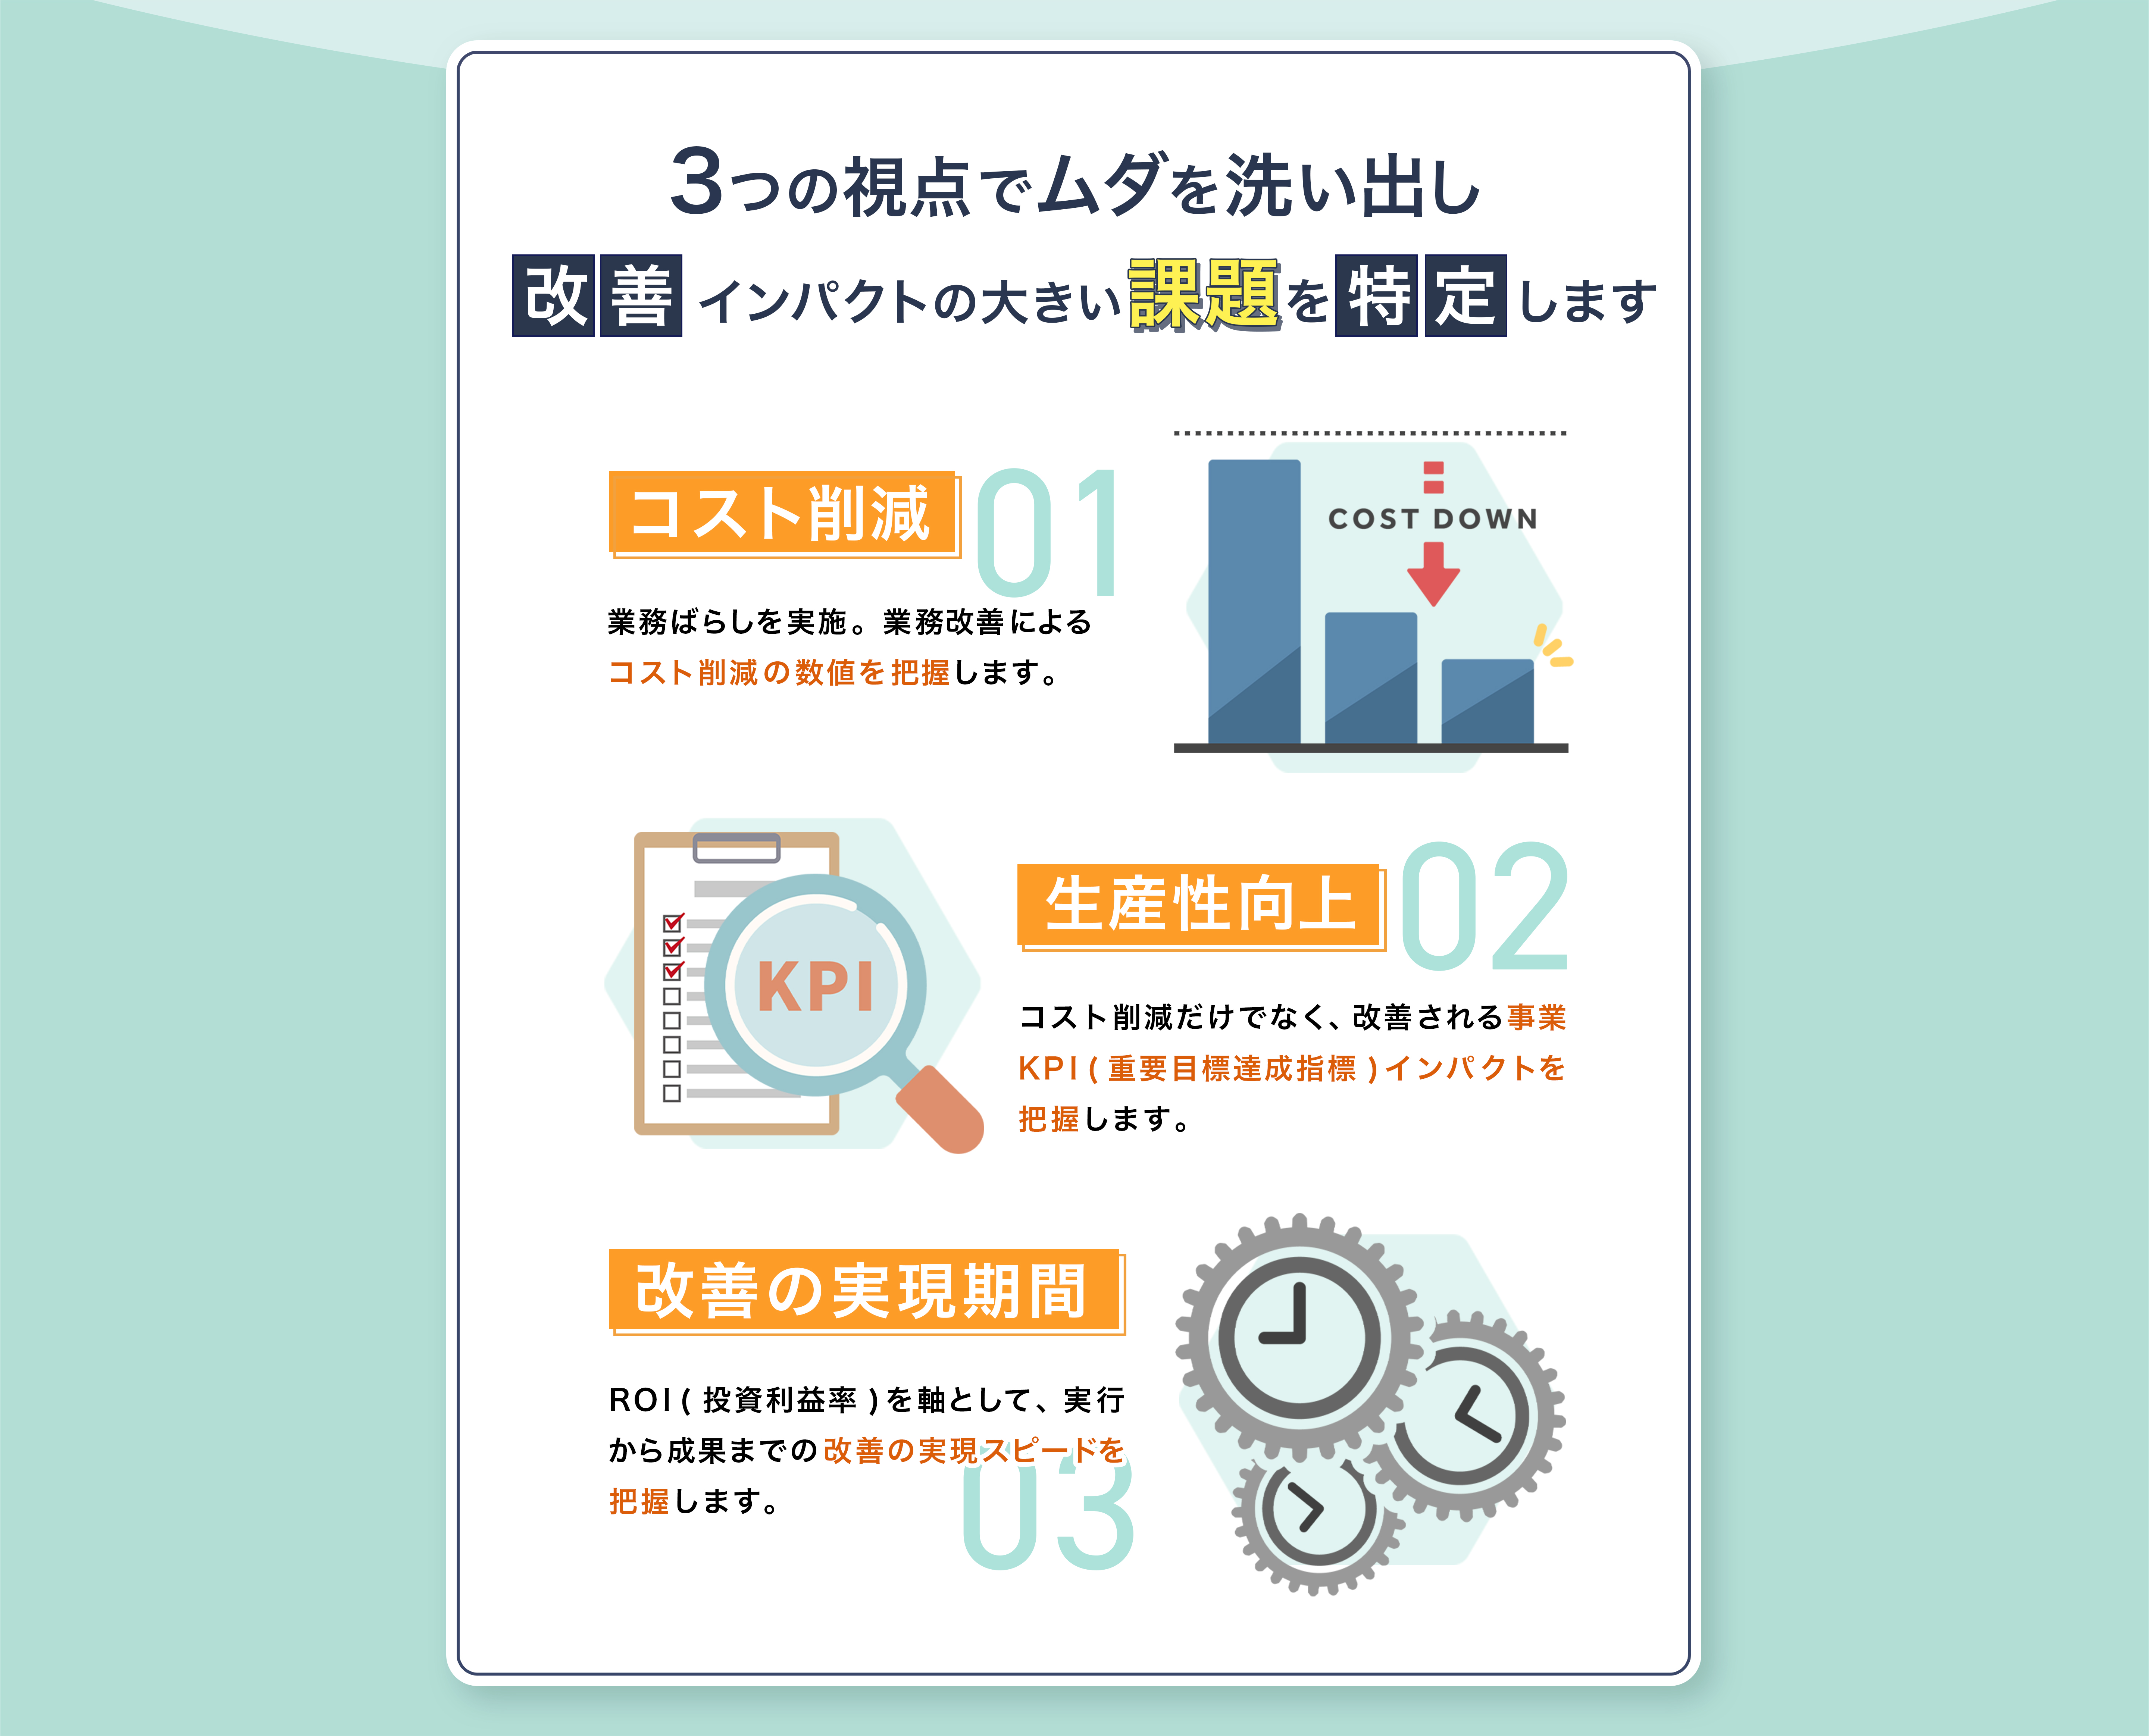 3つの視点でムダを洗い出し
改善インパクトの大きい課題を特定します
コスト削減
01
業務ばらしを実施。業務改善による
コスト削減の数値を把握します。
COST DOWN
KPI
生産性向上
02
コスト削減だけでなく、改善される事業
KPI(重要目標達成指標)インパクトを
把握します。
改善の実現期間
ROI(投資利益率)を軸として、実行
から成果までの改善の実現スピードを
把握します。
03